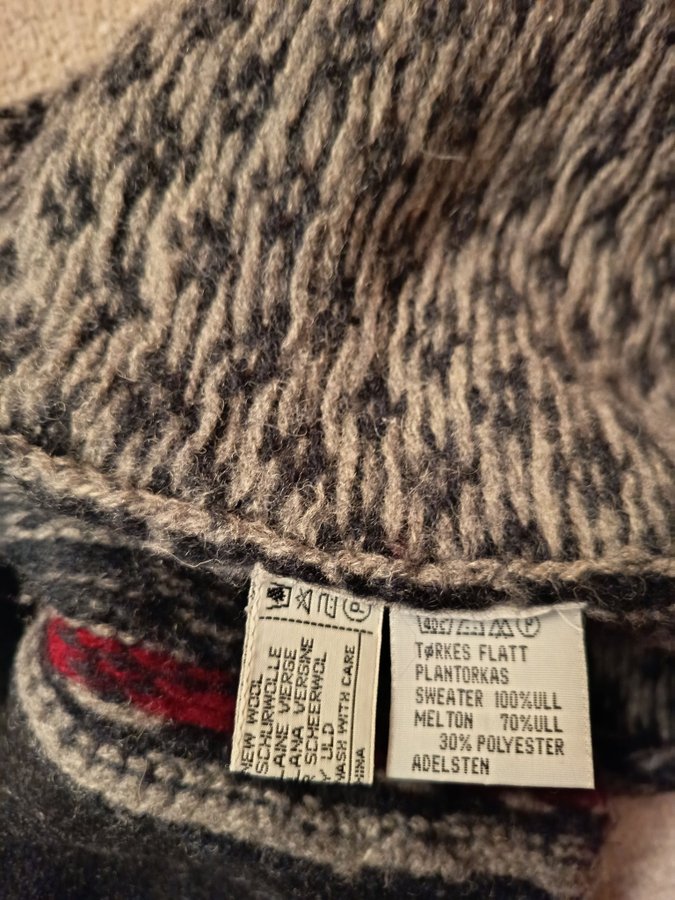 P
NEW WOOL
SCHURWOLLE
LAINE VIERGE
LANA VERGINE
SCHEERWOL
ULD
WASH WITH CARE
40c P
TØRKES FLATT
PLANTORKAS
SWEATER 100%ULL
MELTON 70%ULL
30% POLYESTER
ADELSTEN